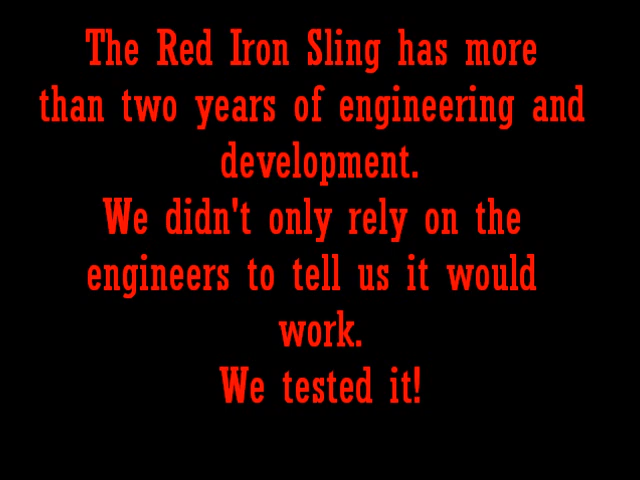 The Red Iron Sling has more
than two years of engineering and
development.
We didn't only rely on the
engineers to tell us it would
work.
We tested it!